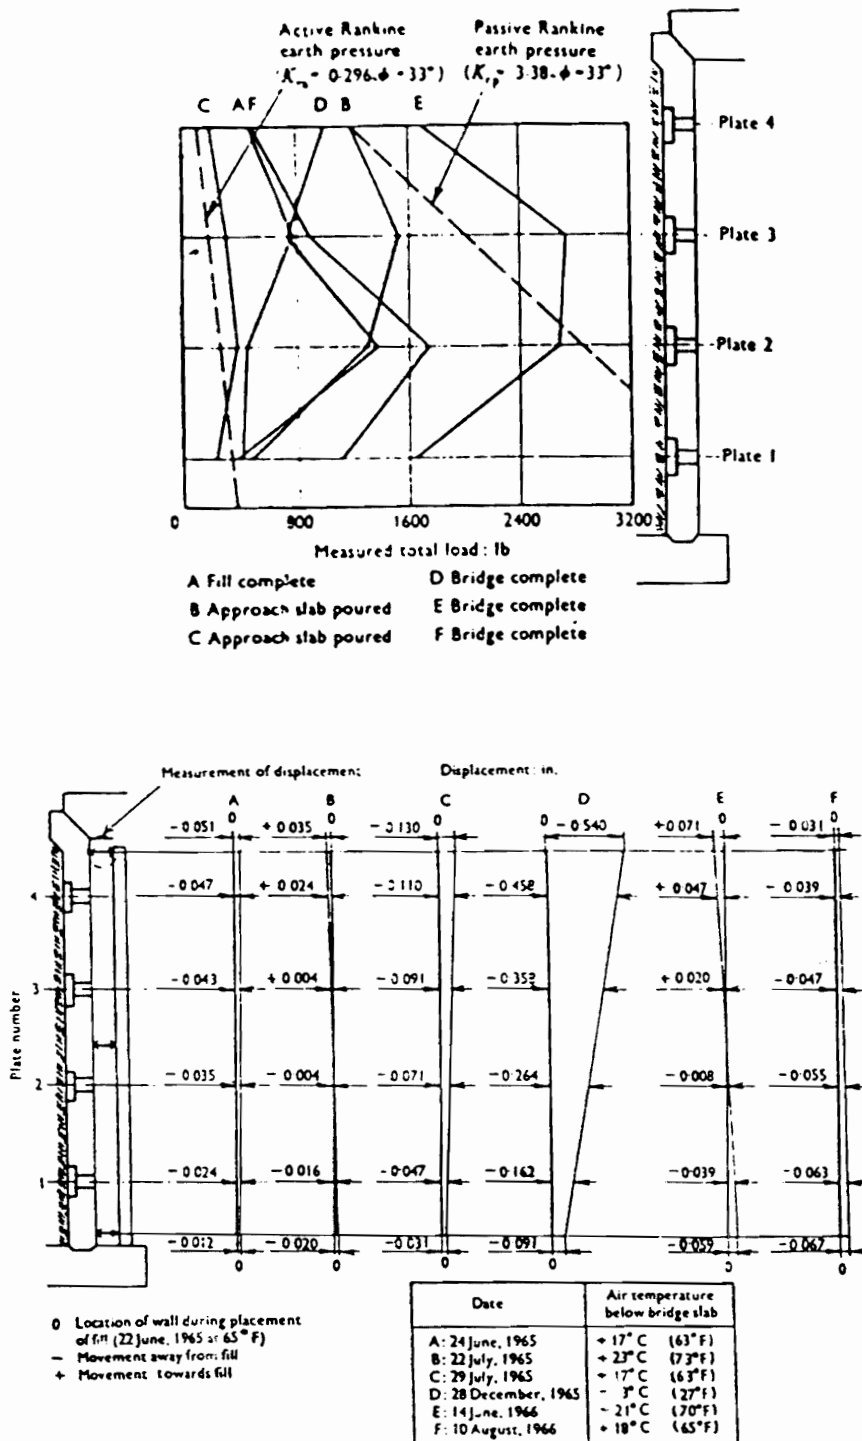 Active Rankine
earth pressure
Passive Rankine
earth pressure
(K = 0·296, φ = 33°)
(K = 3·38, φ = 33°)
C A F D B E
Plate 4
Plate 3
Plate 2
Plate 1
0 800 1600 2400 3200
Measured total load: lb
A Fill complete
D Bridge complete
B Approach slab poured
E Bridge complete
C Approach slab poured
F Bridge complete
Measurement of displacement
Displacement: in.
A B C D E F
0 0 0 0 0 0
- 0·051 + 0·035 - 0·130 - 0·540 + 0·071 - 0·031
4 - 0·047 + 0·024 - 0·110 - 0·458 + 0·047 - 0·039
3 - 0·043 + 0·004 - 0·091 + 0·020 - 0·047
Plate number
2 - 0·035 - 0·004 - 0·071 - 0·264 - 0·008 - 0·055
1 - 0·024 - 0·016 - 0·047 - 0·162 - 0·039 - 0·063
- 0·012 - 0·020 - 0·031 - 0·091 - 0·059 - 0·067
0 0 0 0 0 0
0 Location of wall during placement
of fill (22 June, 1965 at 65°F)
− Movement away from fill
+ Movement towards fill
Date
Air temperature
below bridge slab
A: 24 June, 1965 + 17°C (63°F)
B: 22 July, 1965 + 23°C (73°F)
C: 29 July, 1965 + 17°C (63°F)
D: 28 December, 1965 - 3°C (27°F)
E: 14 June, 1966 - 21°C (70°F)
F: 10 August, 1966 + 18°C (65°F)